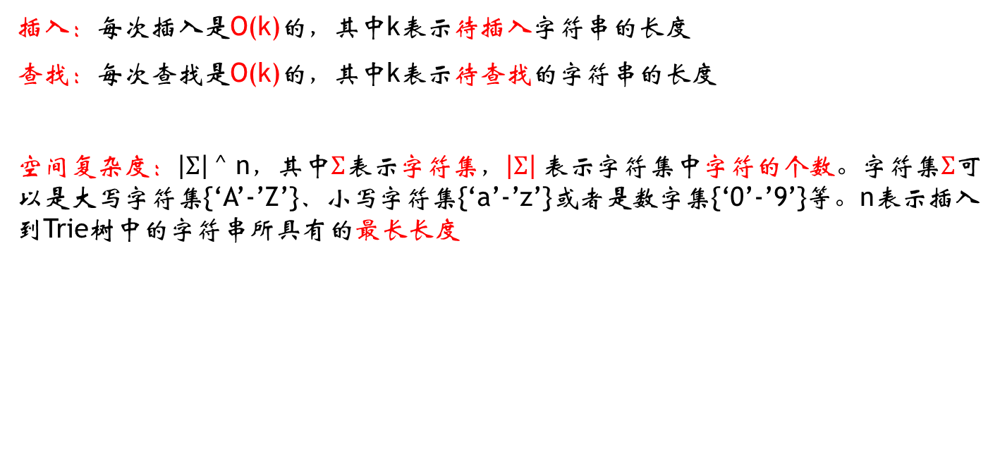 插入：每次插入是O(k)的，其中k表示待插入字符串的长度
查找：每次查找是O(k)的，其中k表示待查找的字符串的长度
空间复杂度：|Σ| ^ n，其中Σ表示字符集，|Σ| 表示字符集中字符的个数。字符集Σ可
以是大写字符集{‘A’-’Z’}、小写字符集{‘a’-’z’}或者是数字集{‘0’-’9’}等。n表示插入
到Trie树中的字符串所具有的最长长度